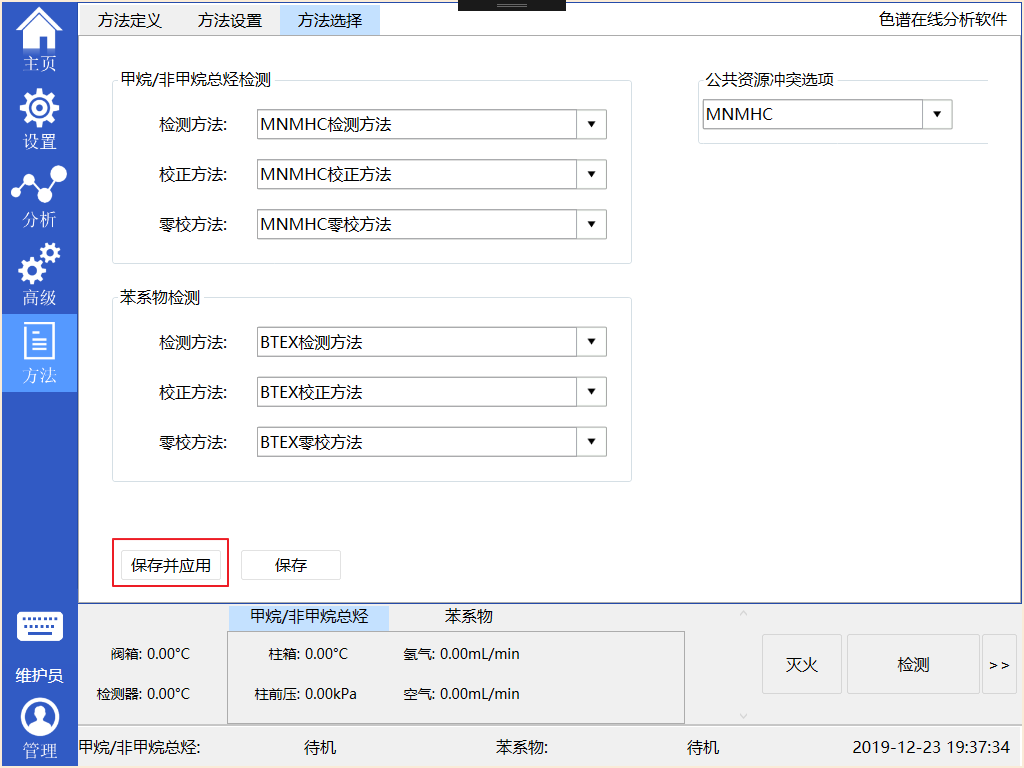 方法定义 方法设置 方法选择 色谱在线分析软件
主页
设置
分析
高级
方法
维护员
管理
甲烷/非甲烷总烃检测
检测方法: MNMHC检测方法
校正方法: MNMHC校正方法
零校方法: MNMHC零校方法
公共资源冲突选项
MNMHC
苯系物检测
检测方法: BTEX检测方法
校正方法: BTEX校正方法
零校方法: BTEX零校方法
保存并应用 保存
甲烷/非甲烷总烃 苯系物
阀箱: 0.00°C 柱箱: 0.00°C 氢气: 0.00mL/min
检测器: 0.00°C 柱前压: 0.00kPa 空气: 0.00mL/min
灭火 检测 >>
甲烷/非甲烷总烃: 待机 苯系物: 待机 2019-12-23 19:37:34